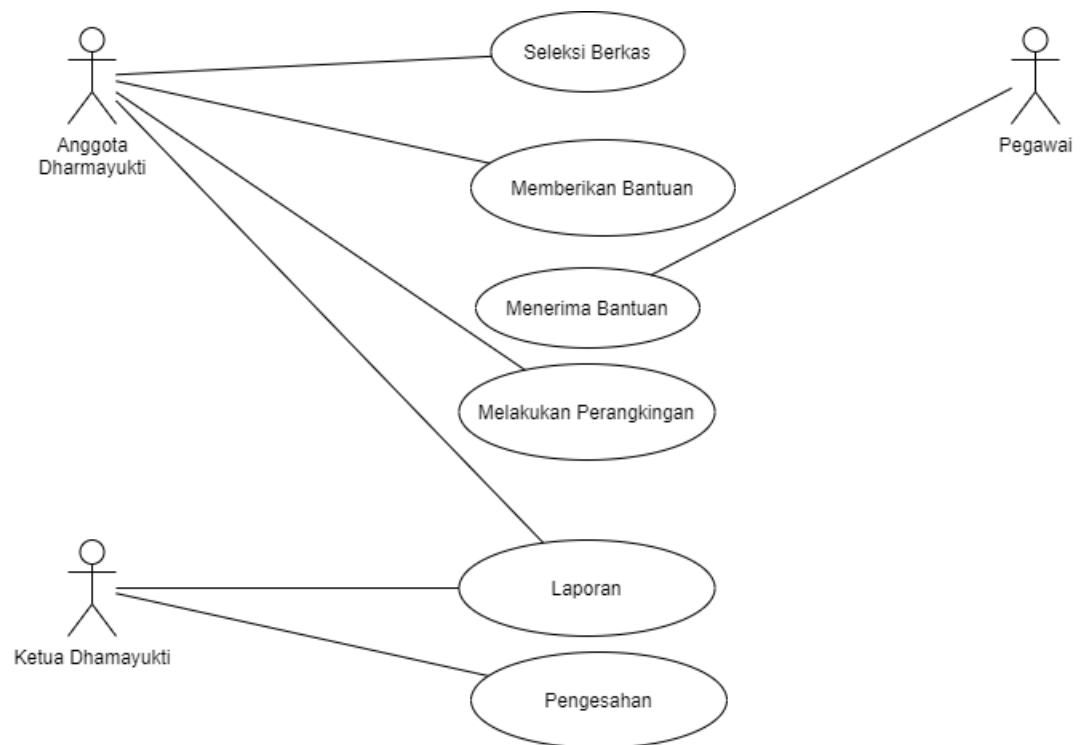 Seleksi Berkas
Anggota
Dharmayukti
Pegawai
Memberikan Bantuan
Menerima Bantuan
Melakukan Perangkingan
Laporan
Ketua Dhamayukti
Pengesahan